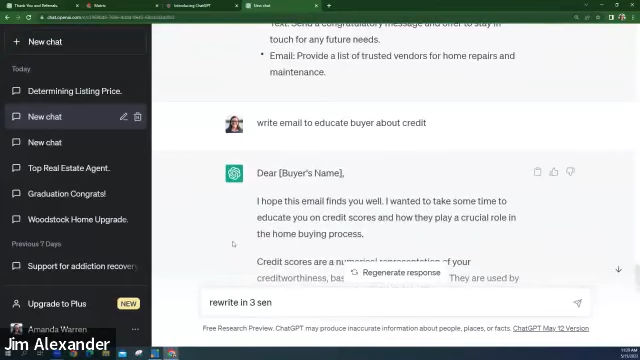 Thank You and Referrals
Matrix
Introducing ChatGPT
New chat
New chat
Today
Determining Listing Price.
New chat
New chat
Top Real Estate Agent.
Graduation Congrats!
Woodstock Home Upgrade.
Previous 7 Days
Support for addiction recovery
Upgrade to Plus NEW
Amanda Warren
Jim Alexander
Text: Send a congratulatory message and offer to stay in
touch for any future needs.
• Email: Provide a list of trusted vendors for home repairs and
maintenance.
write email to educate buyer about credit
Dear [Buyer's Name],
I hope this email finds you well. I wanted to take some time to
educate you on credit scores and how they play a crucial role in
the home buying process.
Credit scores are a numerical representation of your
creditworthiness, They are used by
Regenerate response
rewrite in 3 sen
Free Research Preview. ChatGPT may produce inaccurate information about people, places, or facts. ChatGPT May 12 Version